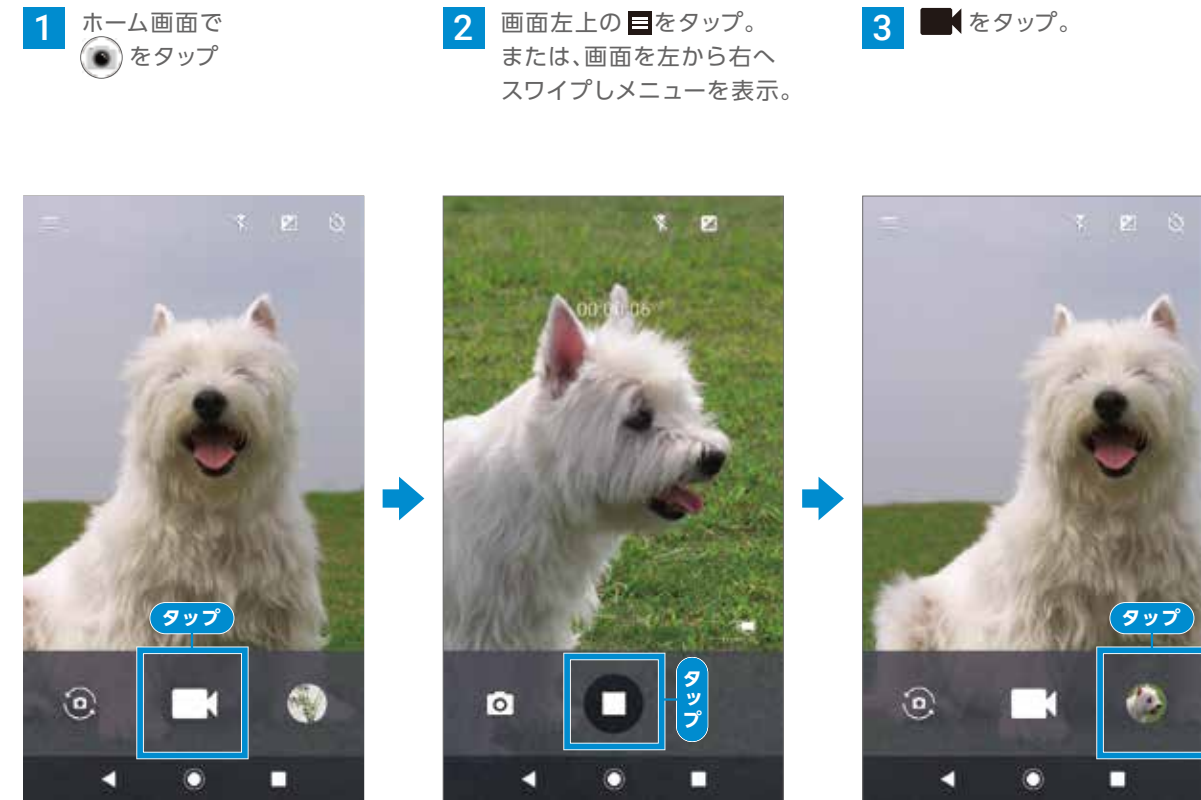 1
ホーム画面で
をタップ
2
画面左上の をタップ。
または、画面を左から右へ
スワイプしメニューを表示。
3
をタップ。
00:00:06
タップ
タップ
タップ